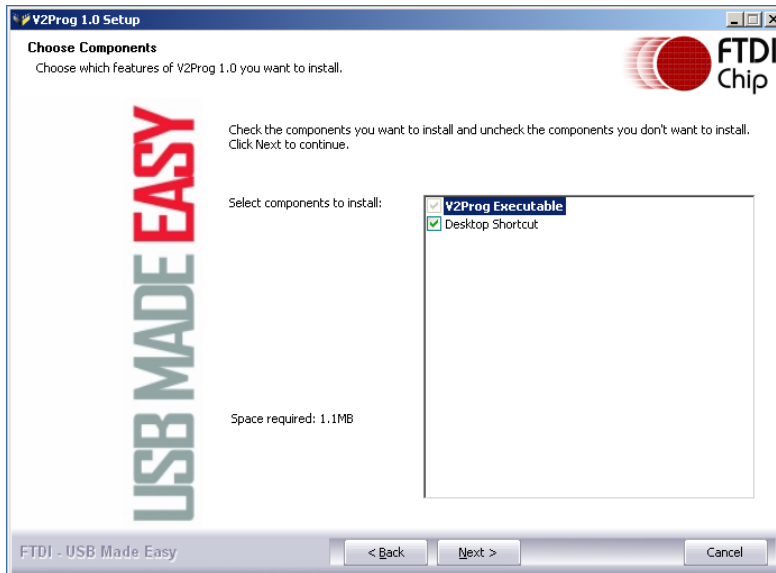 V2Prog 1.0 Setup
Choose Components
Choose which features of V2Prog 1.0 you want to install.
FTDI
Chip
USB MADE EASY
Check the components you want to install and uncheck the components you don't want to install.
Click Next to continue.
Select components to install:
V2Prog Executable
Desktop Shortcut
Space required: 1.1MB
FTDI - USB Made Easy
< Back
Next >
Cancel